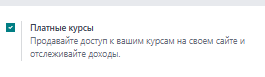 Платные курсы
Продавайте доступ к вашим курсам на своем сайте и
отслеживайте доходы.